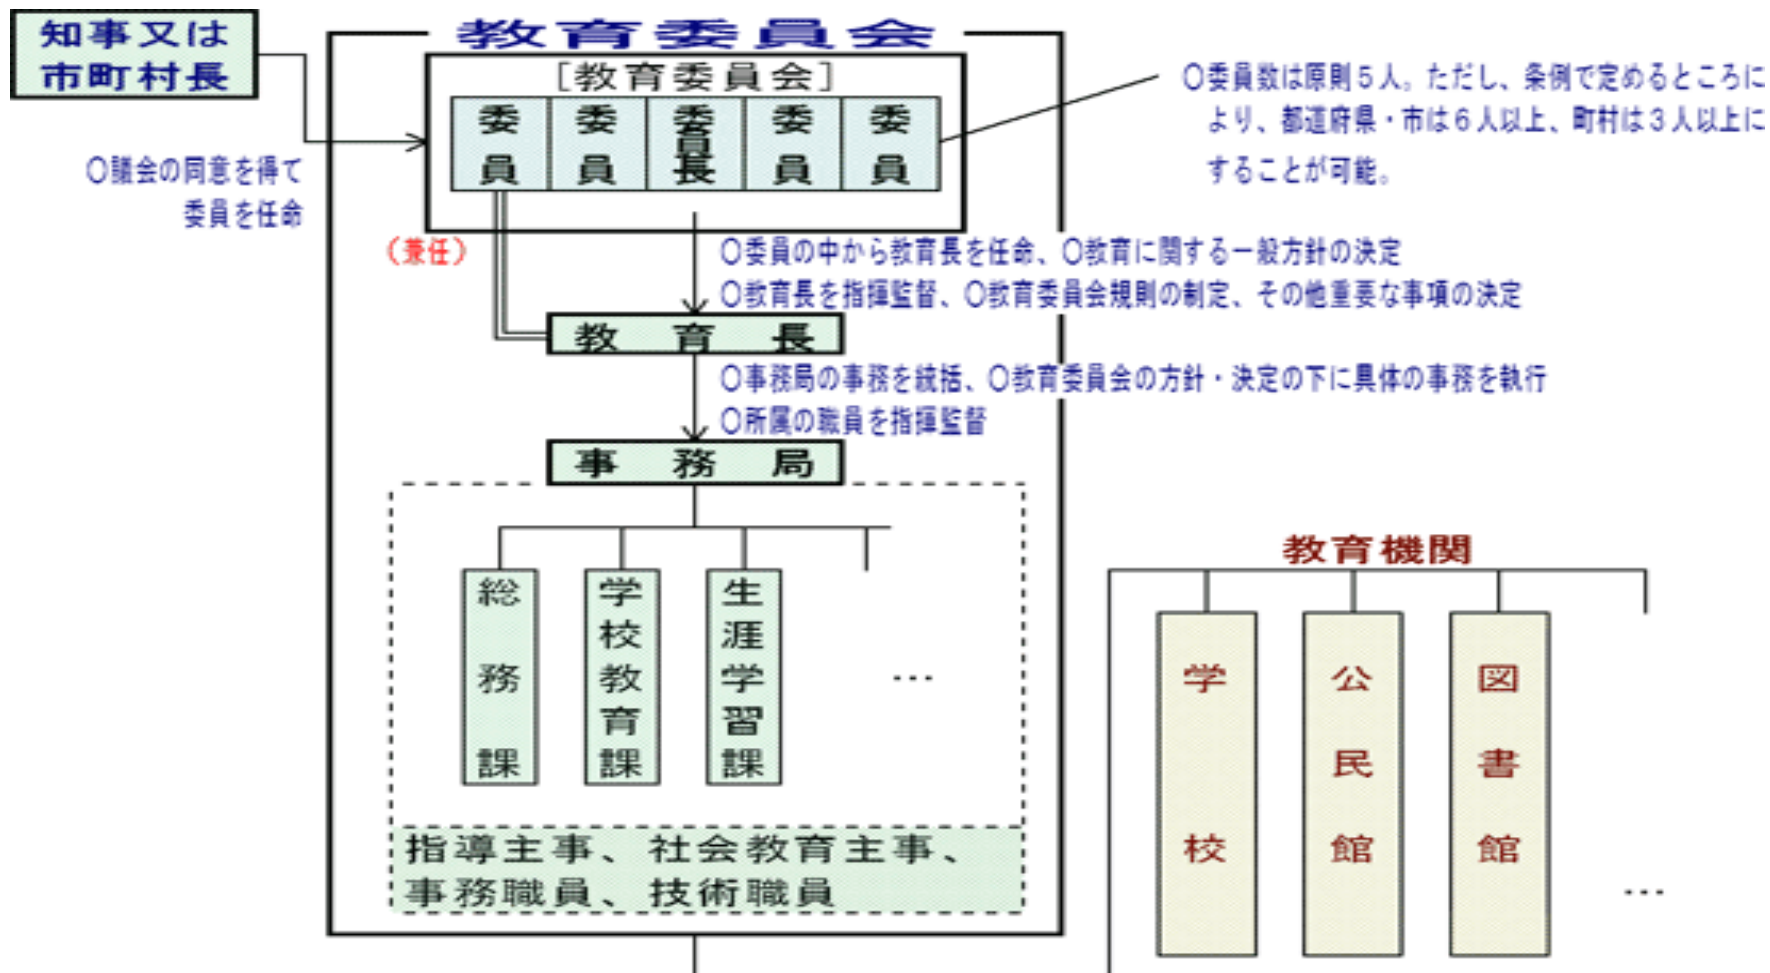 知事又は
市町村長
教育委員会
[教育委員会]
委員
委員
委員長
委員
委員
〇委員数は原則５人。ただし、条例で定めるところに
より、都道府県・市は６人以上、町村は３人以上に
することが可能。
〇議会の同意を得て
委員を任命
（兼任）
〇委員の中から教育長を任命、〇教育に関する一般方針の決定
〇教育長を指揮監督、〇教育委員会規則の制定、その他重要な事項の決定
教育長
〇事務局の事務を統括、〇教育委員会の方針・決定の下に具体の事務を執行
〇所属の職員を指揮監督
事務局
総務課
学校教育課
生涯学習課
…
指導主事、社会教育主事、
事務職員、技術職員
教育機関
学校
公民館
図書館
…